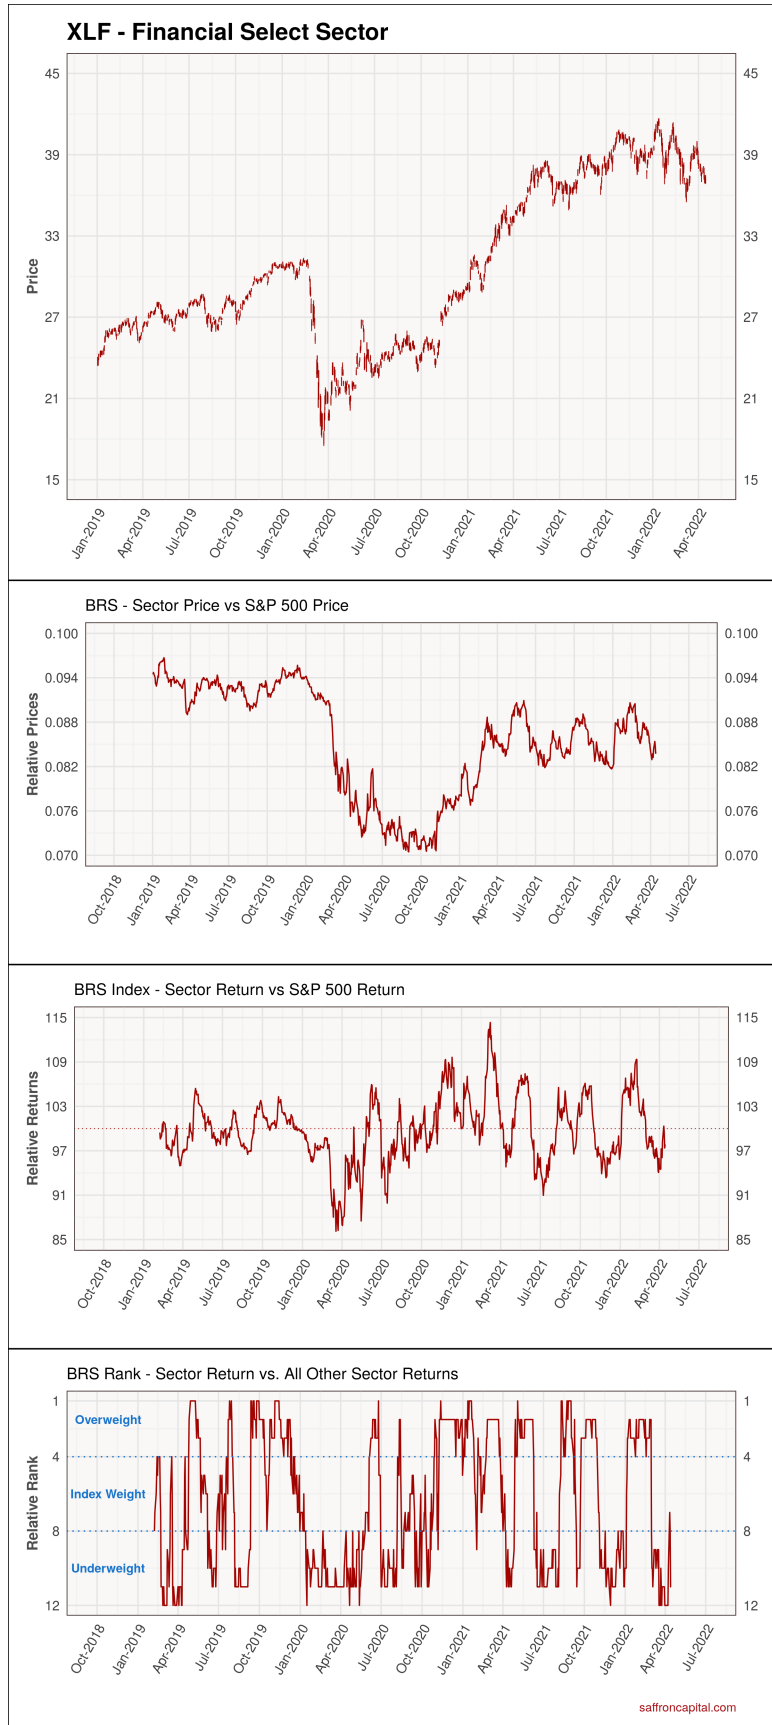 XLF - Financial Select Sector
45 45
39 39
33 33
27 27
21 21
15 15
Price
Jan-2019 Apr-2019 Jul-2019 Oct-2019 Jan-2020 Apr-2020 Jul-2020 Oct-2020 Jan-2021 Apr-2021 Jul-2021 Oct-2021 Jan-2022 Apr-2022
BRS - Sector Price vs S&P 500 Price
0.100 0.100
0.094 0.094
0.088 0.088
0.082 0.082
0.076 0.076
0.070 0.070
Relative Prices
Oct-2018 Jan-2019 Apr-2019 Jul-2019 Oct-2019 Jan-2020 Apr-2020 Jul-2020 Oct-2020 Jan-2021 Apr-2021 Jul-2021 Oct-2021 Jan-2022 Apr-2022 Jul-2022
BRS Index - Sector Return vs S&P 500 Return
115 115
109 109
103 103
97 97
91 91
85 85
Relative Returns
Oct-2018 Jan-2019 Apr-2019 Jul-2019 Oct-2019 Jan-2020 Apr-2020 Jul-2020 Oct-2020 Jan-2021 Apr-2021 Jul-2021 Oct-2021 Jan-2022 Apr-2022 Jul-2022
BRS Rank - Sector Return vs. All Other Sector Returns
1 1
Overweight
4 4
Index Weight
8 8
Underweight
12 12
Relative Rank
Oct-2018 Jan-2019 Apr-2019 Jul-2019 Oct-2019 Jan-2020 Apr-2020 Jul-2020 Oct-2020 Jan-2021 Apr-2021 Jul-2021 Oct-2021 Jan-2022 Apr-2022 Jul-2022
saffroncapital.com